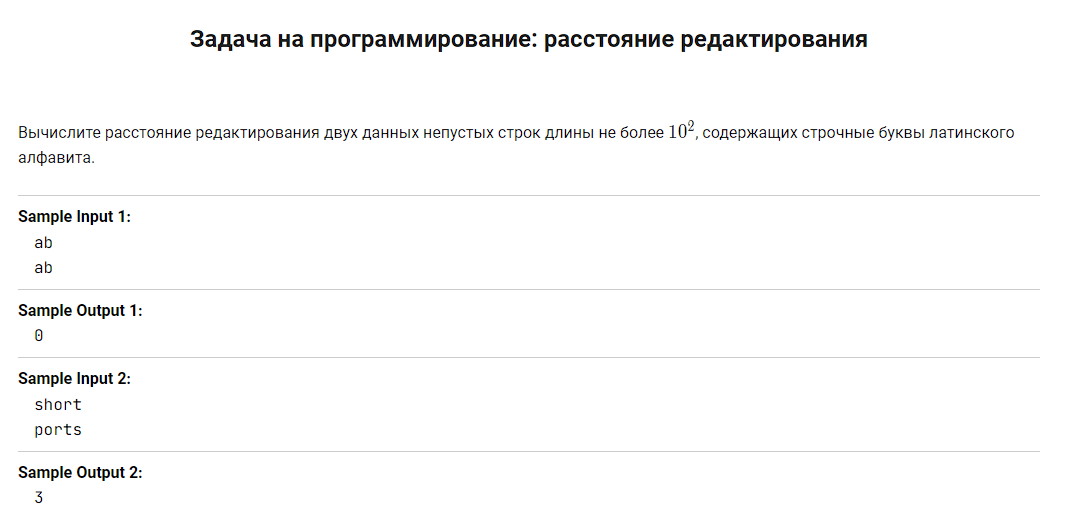 Задача на программирование: расстояние редактирования
Вычислите расстояние редактирования двух данных непустых строк длины не более 10², содержащих строчные буквы латинского
алфавита.
Sample Input 1:
ab
ab
Sample Output 1:
0
Sample Input 2:
short
ports
Sample Output 2:
3